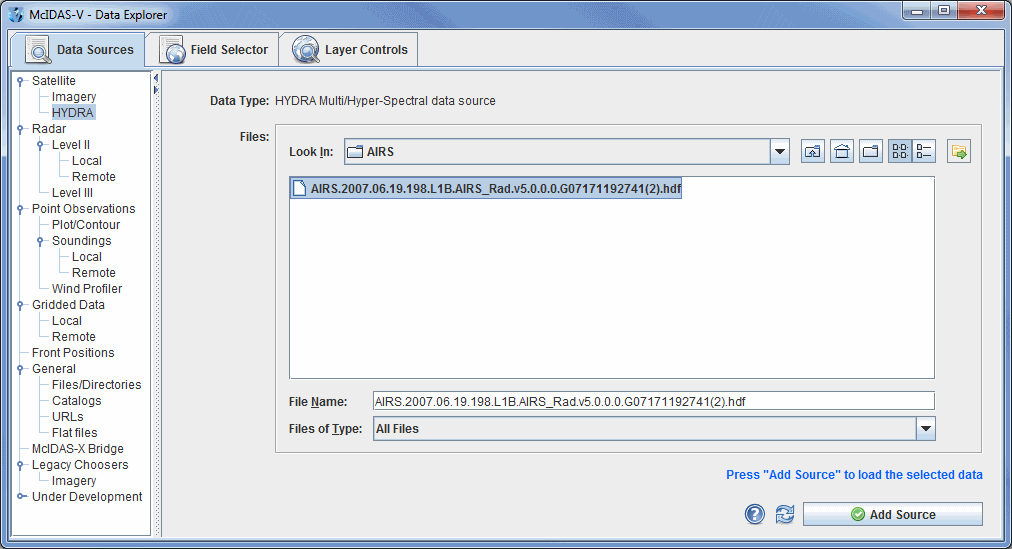 McIDAS-V - Data Explorer
Data Sources
Field Selector
Layer Controls
Satellite
Imagery
HYDRA
Radar
Level II
Local
Remote
Level III
Point Observations
Plot/Contour
Soundings
Local
Remote
Wind Profiler
Gridded Data
Local
Remote
Front Positions
General
Files/Directories
Catalogs
URLs
Flat files
McIDAS-X Bridge
Legacy Choosers
Imagery
Under Development
Data Type: HYDRA Multi/Hyper-Spectral data source
Files:
Look In: AIRS
AIRS.2007.06.19.198.L1B.AIRS_Rad.v5.0.0.0.G07171192741(2).hdf
File Name: AIRS.2007.06.19.198.L1B.AIRS_Rad.v5.0.0.0.G07171192741(2).hdf
Files of Type: All Files
Press "Add Source" to load the selected data
Add Source